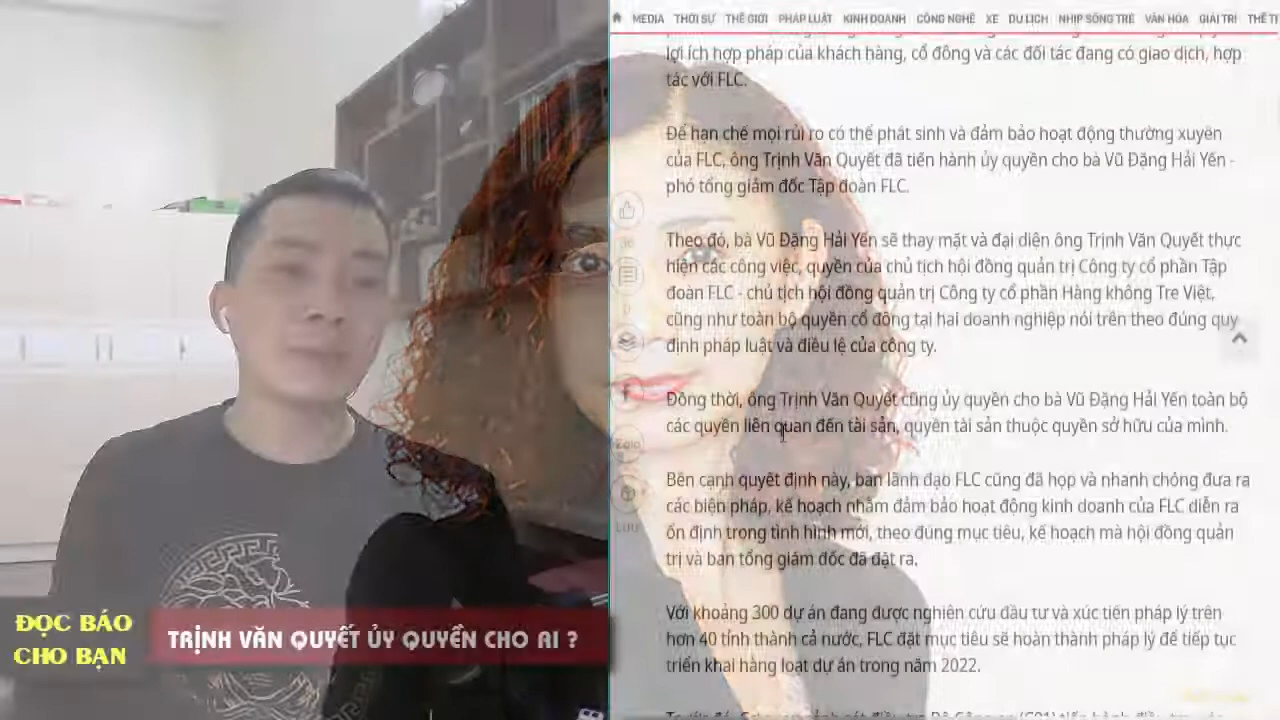 MEDIA THỜI SỰ THẾ GIỚI PHÁP LUẬT KINH DOANH CÔNG NGHỆ XE DU LỊCH NHỊP SỐNG TRẺ VĂN HÓA GIẢI TRÍ THỂ T
lợi ích hợp pháp của khách hàng, cổ đông và các đối tác đang có giao dịch, hợp
tác với FLC.
Để hạn chế mọi rủi ro có thể phát sinh và đảm bảo hoạt động thường xuyên
của FLC, ông Trịnh Văn Quyết đã tiến hành ủy quyền cho bà Vũ Đặng Hải Yến -
phó tổng giám đốc Tập đoàn FLC.
Theo đó, bà Vũ Đặng Hải Yến sẽ thay mặt và đại diện ông Trịnh Văn Quyết thực
hiện các công việc, quyền của chủ tịch hội đồng quản trị Công ty cổ phần Tập
đoàn FLC - chủ tịch hội đồng quản trị Công ty cổ phần Hàng không Tre Việt,
cũng như toàn bộ quyền cổ đông tại hai doanh nghiệp nói trên theo đúng quy
định pháp luật và điều lệ của công ty.
Đồng thời, ông Trịnh Văn Quyết cũng ủy quyền cho bà Vũ Đặng Hải Yến toàn bộ
các quyền liên quan đến tài sản, quyền tài sản thuộc quyền sở hữu của mình.
Zalo
Bên cạnh quyết định này, ban lãnh đạo FLC cũng đã họp và nhanh chóng đưa ra
các biện pháp, kế hoạch nhằm đảm bảo hoạt động kinh doanh của FLC diễn ra
LƯU
ổn định trong tình hình mới, theo đúng mục tiêu, kế hoạch mà hội đồng quản
trị và ban tổng giám đốc đã đặt ra.
Với khoảng 300 dự án đang được nghiên cứu đầu tư và xúc tiến pháp lý trên
hơn 40 tỉnh thành cả nước, FLC đặt mục tiêu sẽ hoàn thành pháp lý để tiếp tục
triển khai hàng loạt dự án trong năm 2022.
ĐỌC BÁO
CHO BẠN
TRỊNH VĂN QUYẾT ỦY QUYỀN CHO AI ?